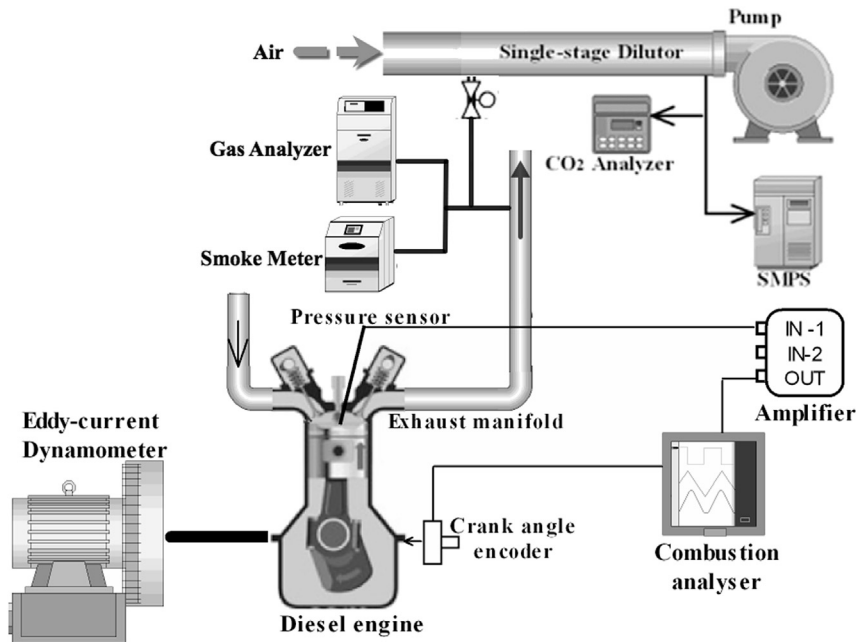 Pump
Air
Single-stage Dilutor
Gas Analyzer
CO2 Analyzer
Smoke Meter
SMPS
Pressure sensor
IN -1
IN-2
OUT
Amplifier
Exhaust manifold
Eddy-current
Dynamometer
Crank angle
encoder
Combustion
analyser
Diesel engine